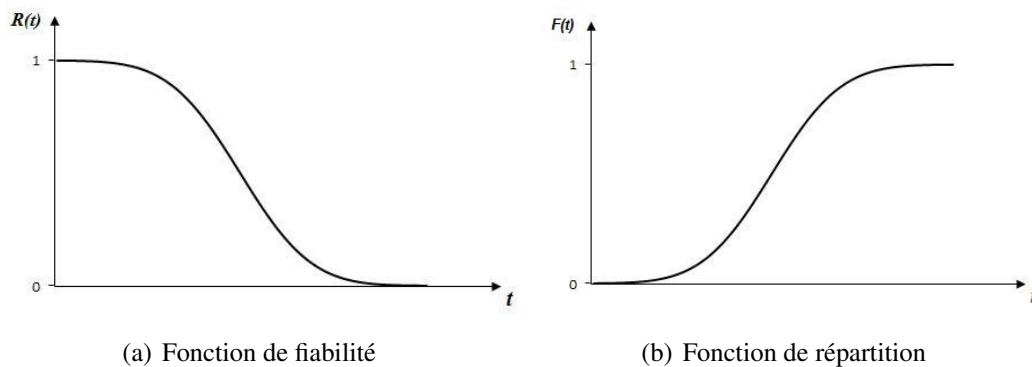 R(t)
1
0
t
(a) Fonction de fiabilité
F(t)
1
0
t
(b) Fonction de répartition